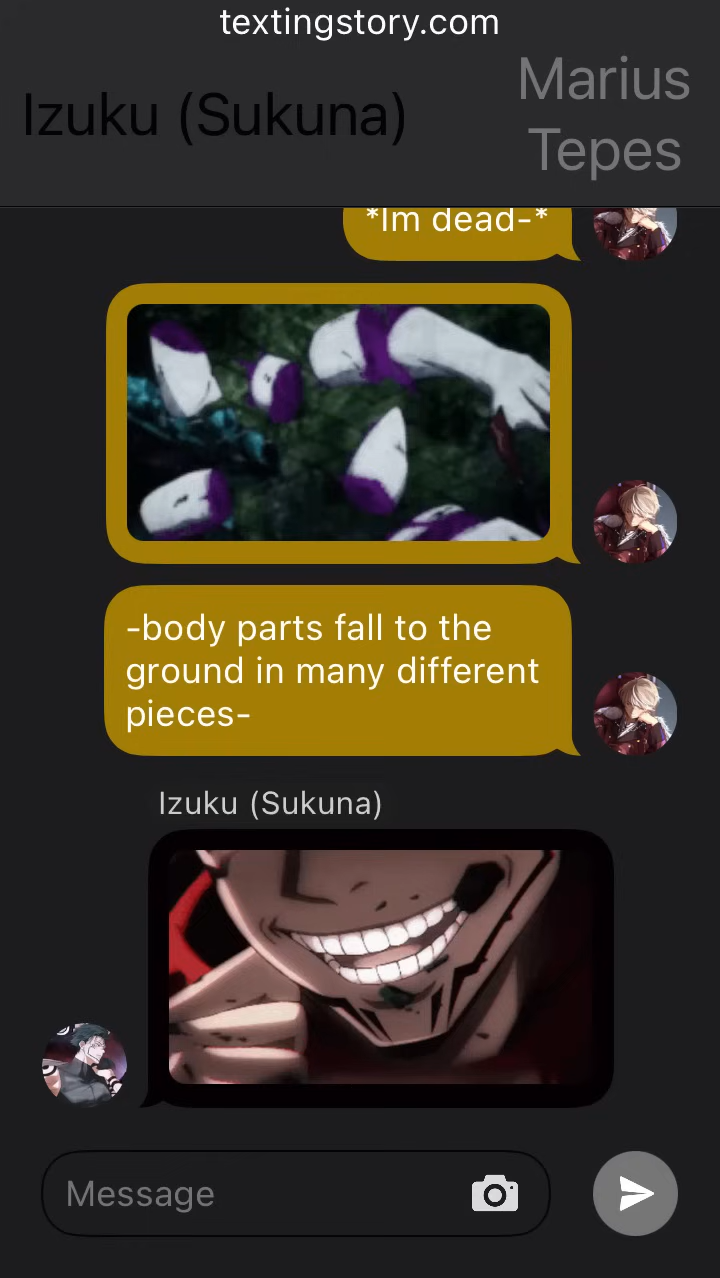 textingstory.com
Izuku (Sukuna)
Marius
Tepes
*Im dead-*
-body parts fall to the
ground in many different
pieces-
Izuku (Sukuna)
Message